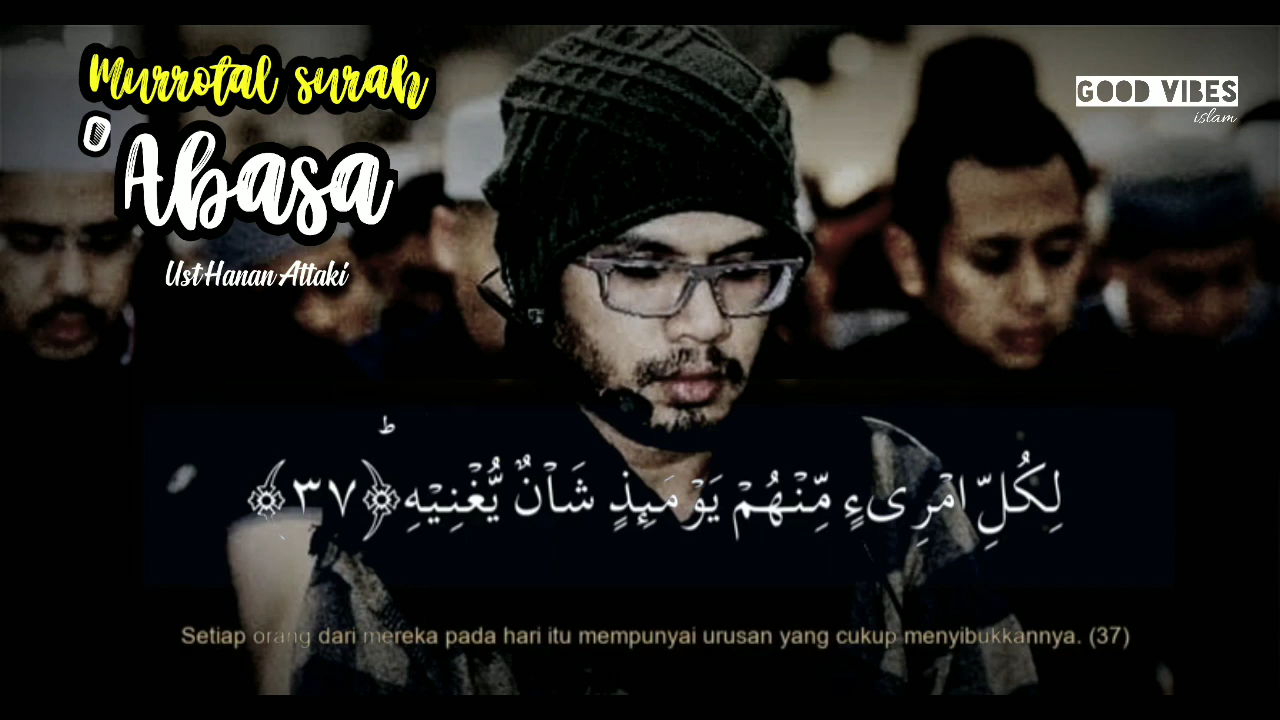 Murrotal surah
Abasa
Ust Hanan Attaki
GOOD VIBES
islam
لِكُلِّ امْرِىءٍ مِّنْهُمْ يَوْمَئِذٍ شَأْنٌ يُّغْنِيْهِ ۗ ﴿٣٧﴾
Setiap orang dari mereka pada hari itu mempunyai urusan yang cukup menyibukkannya. (37)